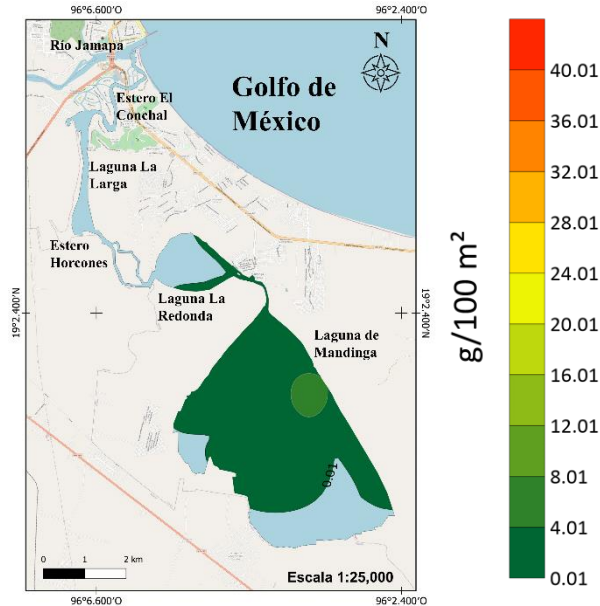 96°6.600'O
96°2.400'O
Río Jamapa
N
Golfo de
México
Estero El
Conchal
Laguna La
Larga
Estero
Horcones
Laguna La
Redonda
19°2.400'N
19°2.400'N
Laguna de
Mandinga
0.01
0 1 2 km
Escala 1:25,000
96°6.600'O
96°2.400'O
g/100 m²
40.01
36.01
32.01
28.01
24.01
20.01
16.01
12.01
8.01
4.01
0.01